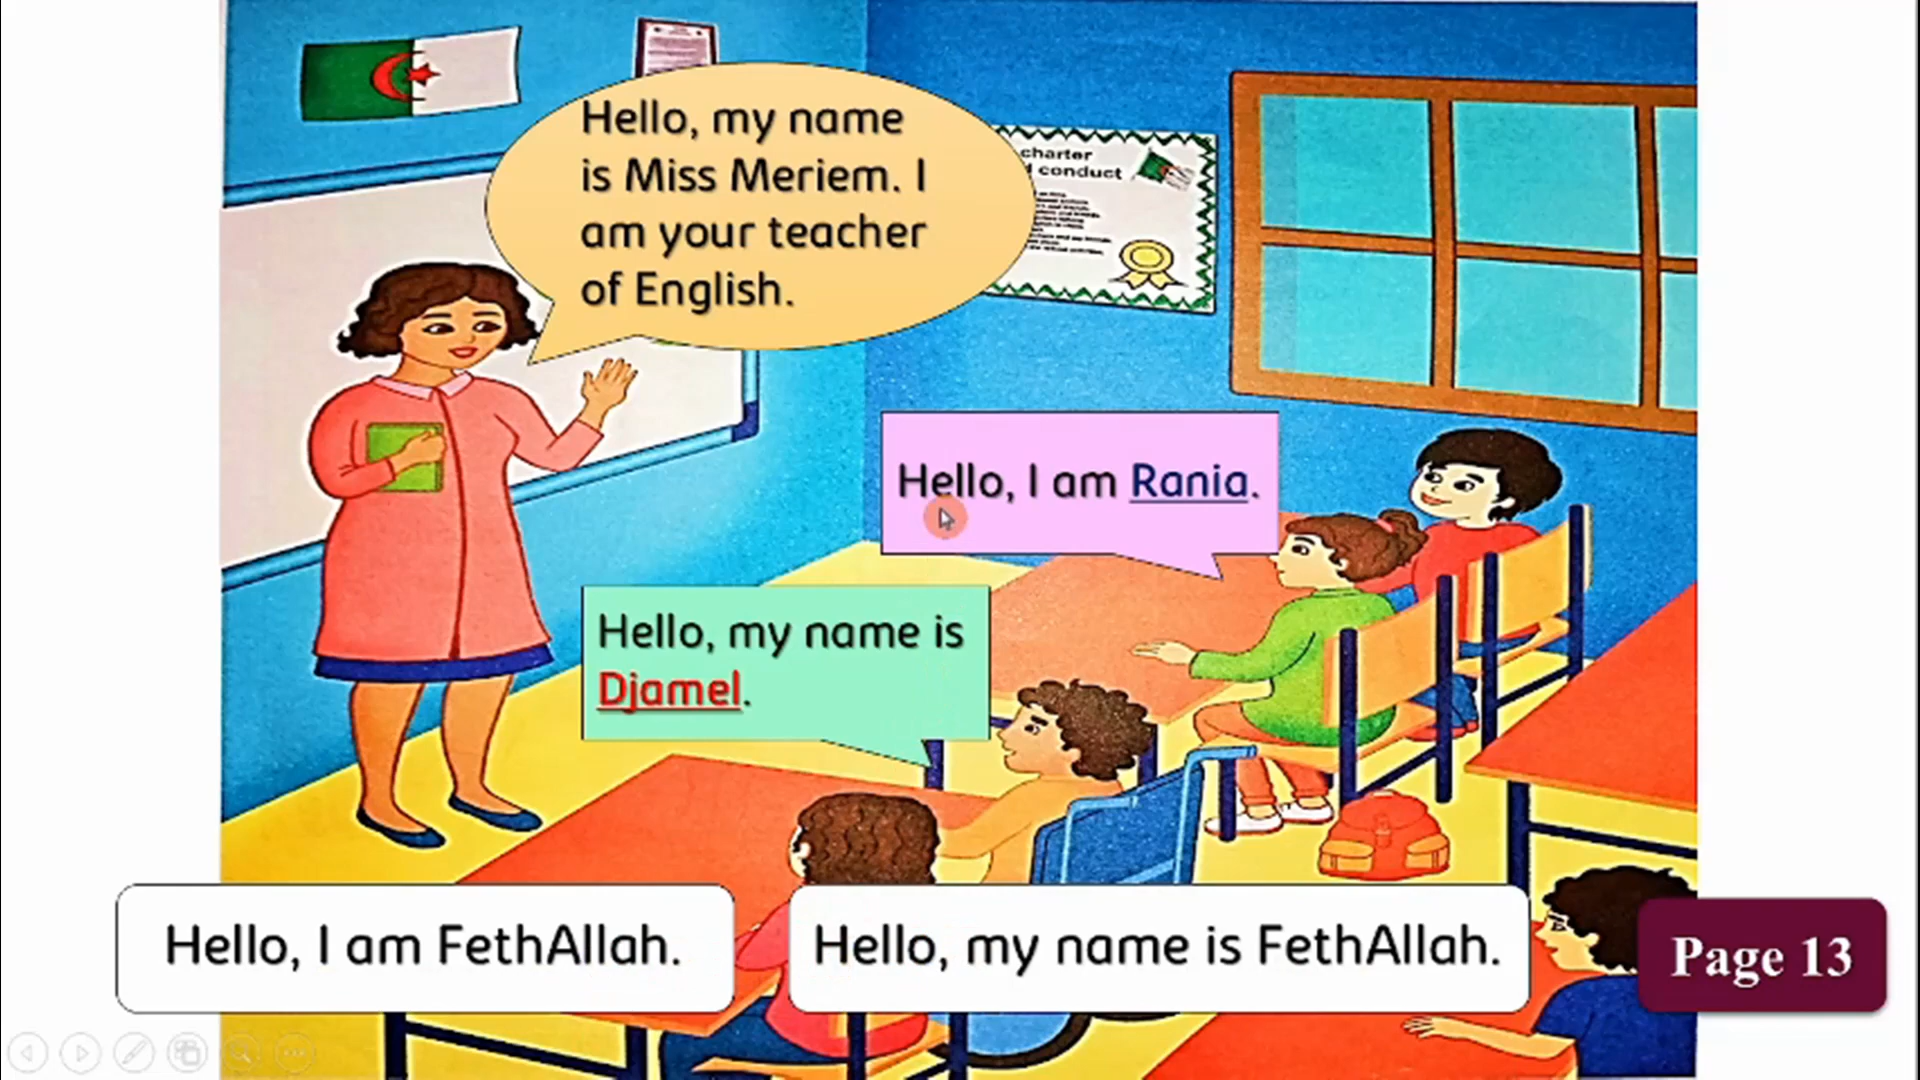 Hello, my name
is Miss Meriem. I
am your teacher
of English.
charter
conduct
Hello, I am Rania.
Hello, my name is
Djamel.
Hello, I am FethAllah.
Hello, my name is FethAllah.
Page 13